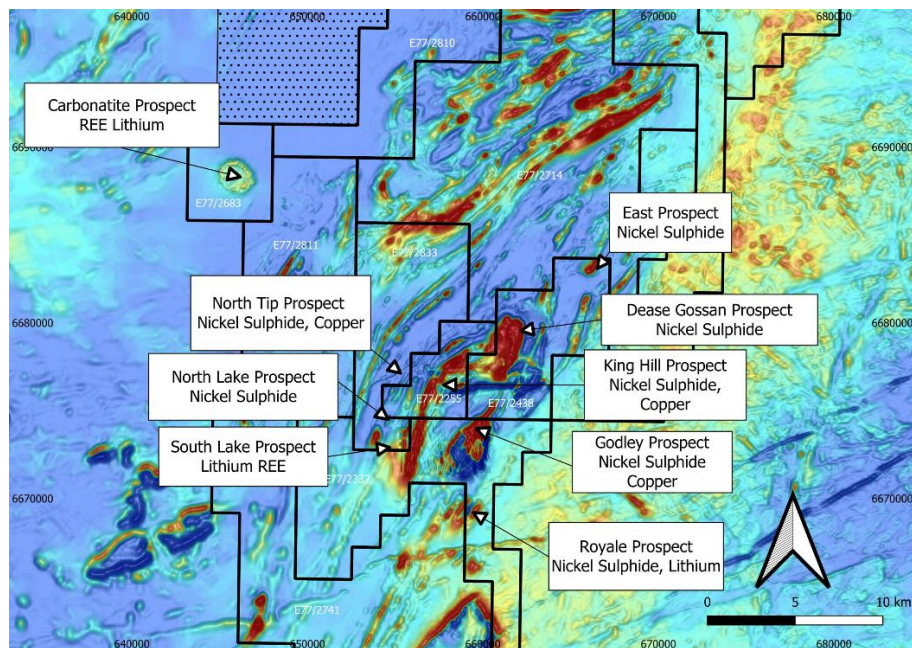 640000
650000
660000
670000
680000
E77/2810
Carbonatite Prospect
REE Lithium
690000
6690000
E77/2683
E77/2714
East Prospect
Nickel Sulphide
E77/2811
E77/2833
North Tip Prospect
Nickel Sulphide, Copper
Dease Gossan Prospect
Nickel Sulphide
6680000
6680000
North Lake Prospect
Nickel Sulphide
King Hill Prospect
Nickel Sulphide,
Copper
E77/2255
E77/2438
South Lake Prospect
Lithium REE
Godley Prospect
Nickel Sulphide
Copper
E77/2332
6670000
6670000
Royale Prospect
Nickel Sulphide, Lithium
0
5
10 km
E77/2741
640000
650000
660000
670000
680000